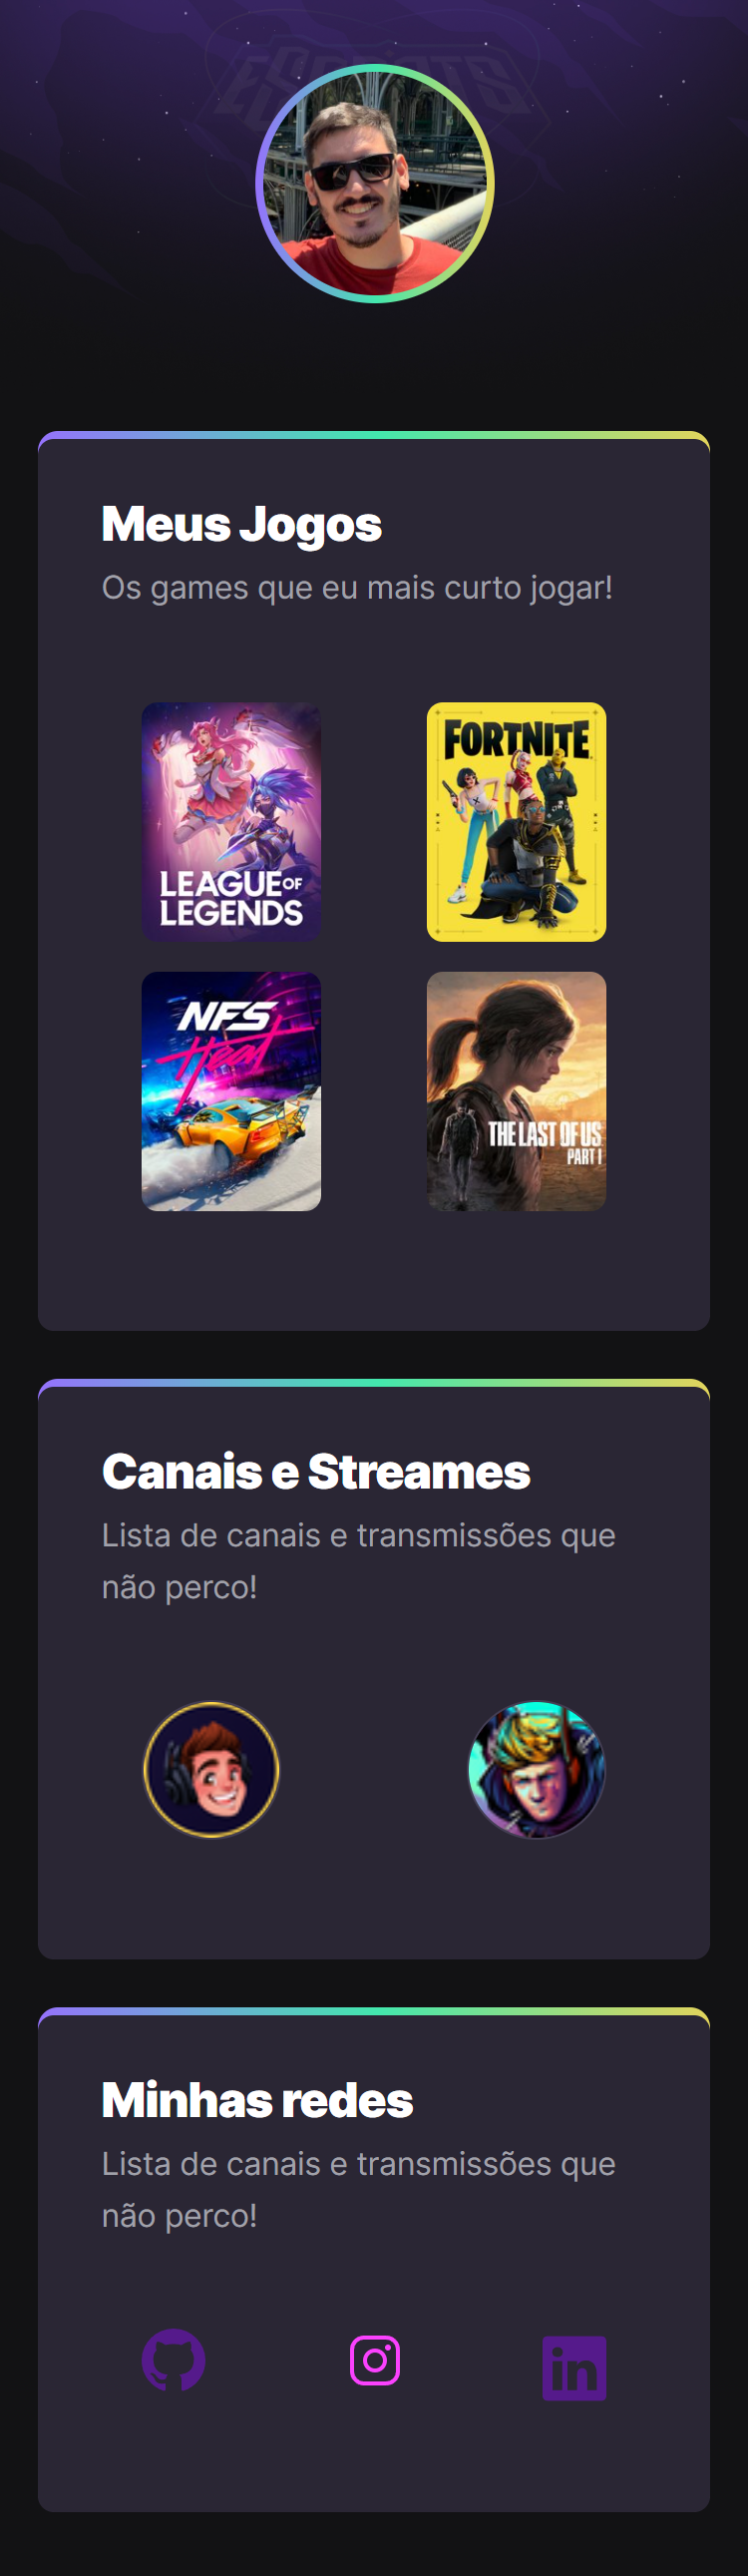 ESPORTS
Meus Jogos
Os games que eu mais curto jogar!
LEAGUE OF
LEGENDS
FORTNITE
NFS
Heat
THE LAST OF US
PART I
Canais e Streames
Lista de canais e transmissões que
não perco!
Minhas redes
Lista de canais e transmissões que
não perco!
in